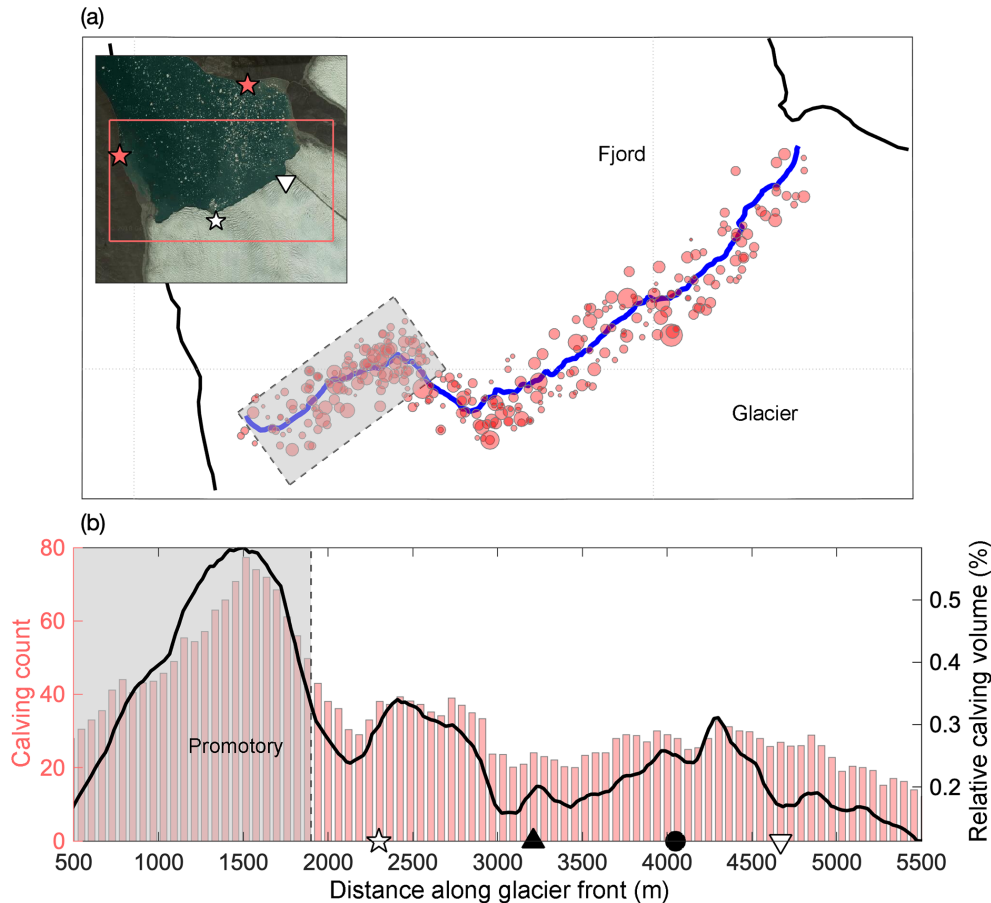 (a)
Fjord
Glacier
(b)
80
60
40
20
0
Calving count
Promotory
0.5
0.4
0.3
0.2
Relative calving volume (%)
500 1000 1500 2000 2500 3000 3500 4000 4500 5000 5500
Distance along glacier front (m)